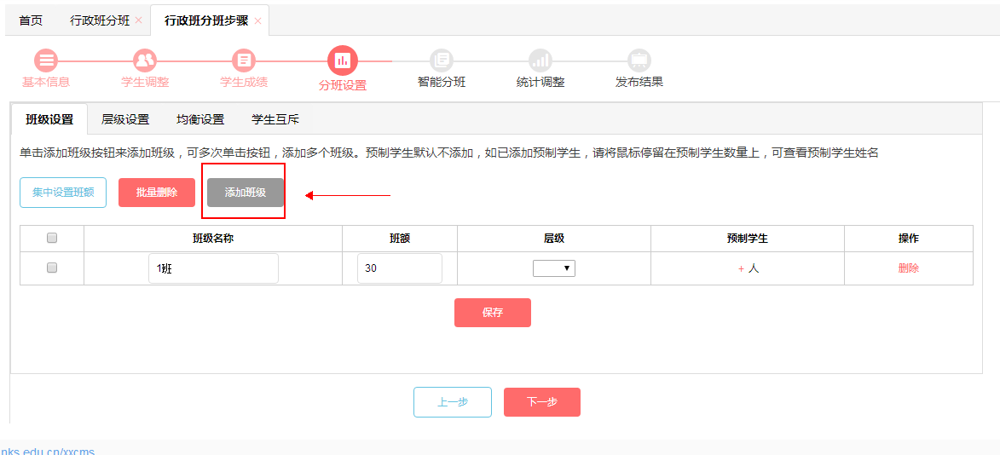 首页 行政班分班 × 行政班分班步骤 ×
基本信息 学生调整 学生成绩 分班设置 智能分班 统计调整 发布结果
班级设置 层级设置 均衡设置 学生互斥
单击添加班级按钮来添加班级，可多次单击按钮，添加多个班级。预制学生默认不添加，如已添加预制学生，请将鼠标停留在预制学生数量上，可查看预制学生姓名
集中设置班额 批量删除 添加班级
班级名称 班额 层级 预制学生 操作
1班 30 + 人 删除
保存
上一步 下一步
nks.edu.cn/xxcms